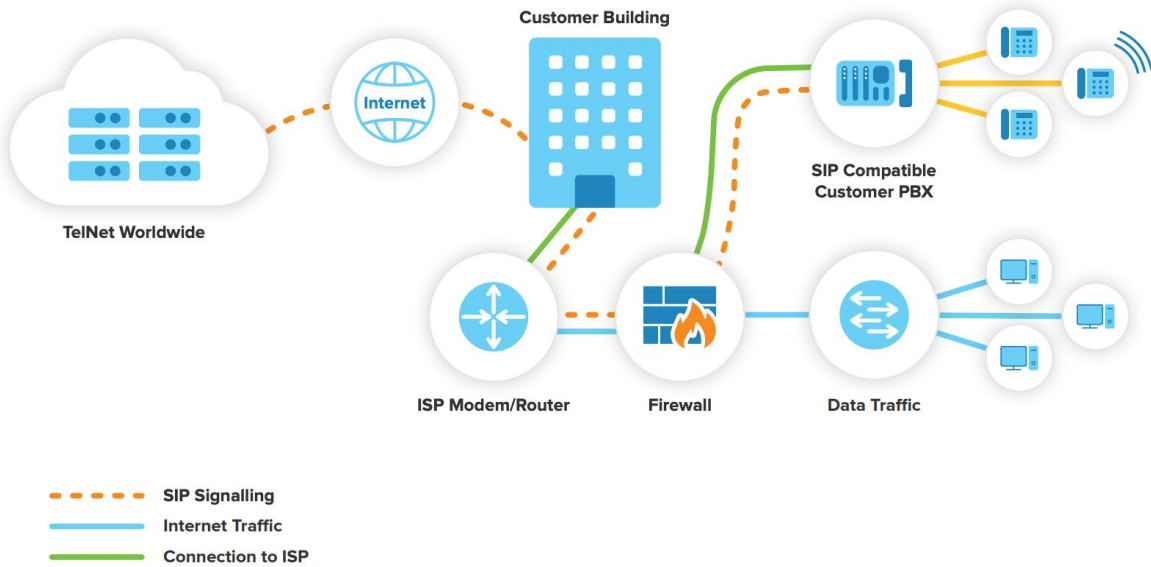 Customer Building
Internet
TelNet Worldwide
SIP Compatible
Customer PBX
ISP Modem/Router
Firewall
Data Traffic
SIP Signalling
Internet Traffic
Connection to ISP